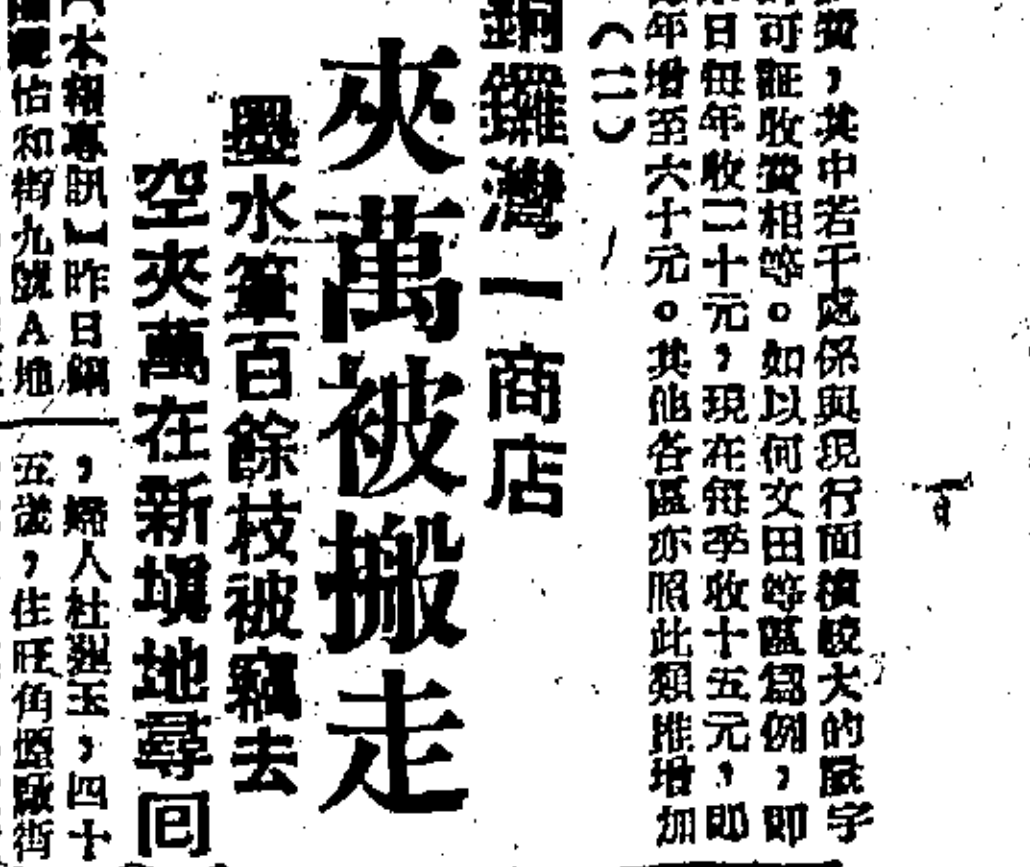 費，其中若干處係與現行面積較大的蜑字
可証收費相等。如以何文田等區爲例，即
日每年收二十元，現在每季收十五元，即
年增至六十元。其他各區亦照此類推增加
（二）
銅鑼灣一商店
夾萬被搬走
墨水筆百餘枝被竊去
空夾萬在新填地尋回
本報專訊】昨日銅
怡和街九號A地
，婦人杜翠玉，四十
五歲，住旺角煙廠街